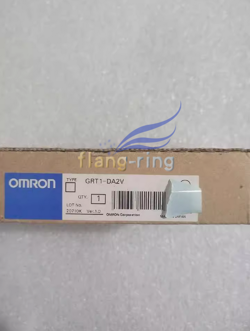 flang-ring
OMRON
TYPE
GRT1-DA2V
QTY.
1
LOT No.
OMRON Corporation